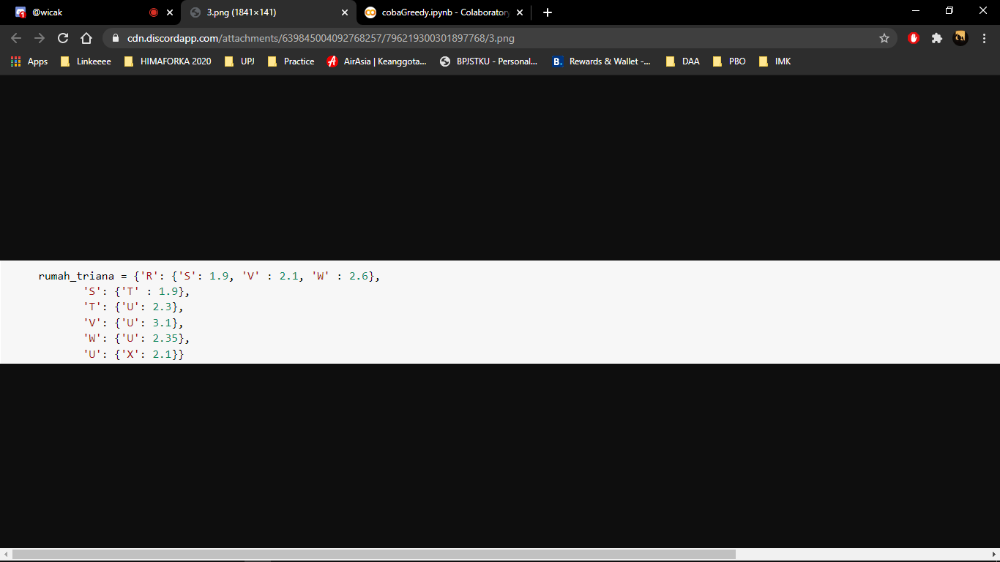 @wicak
3.png (1841×141)
cobaGreedy.ipynb - Colaboratory
cdn.discordapp.com/attachments/639845004092768257/796219300301897768/3.png
Apps Linkeeee HIMAFORKA 2020 UPJ Practice AirAsia | Keanggota... BPJSTKU - Personal... B. Rewards & Wallet -... DAA PBO IMK
rumah_triana = {'R': {'S': 1.9, 'V' : 2.1, 'W' : 2.6},
'S': {'T' : 1.9},
'T': {'U': 2.3},
'V': {'U': 3.1},
'W': {'U': 2.35},
'U': {'X': 2.1}}